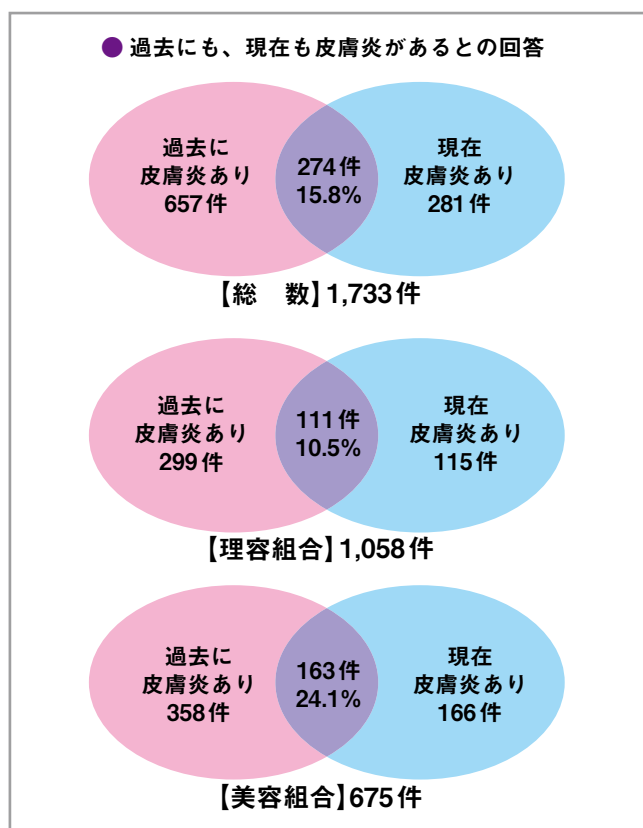 ● 過去にも、現在も皮膚炎があるとの回答
過去に
皮膚炎あり
657件
274件
15.8%
現在
皮膚炎あり
281件
【総　数】1,733件
過去に
皮膚炎あり
299件
111件
10.5%
現在
皮膚炎あり
115件
【理容組合】1,058件
過去に
皮膚炎あり
358件
163件
24.1%
現在
皮膚炎あり
166件
【美容組合】675件